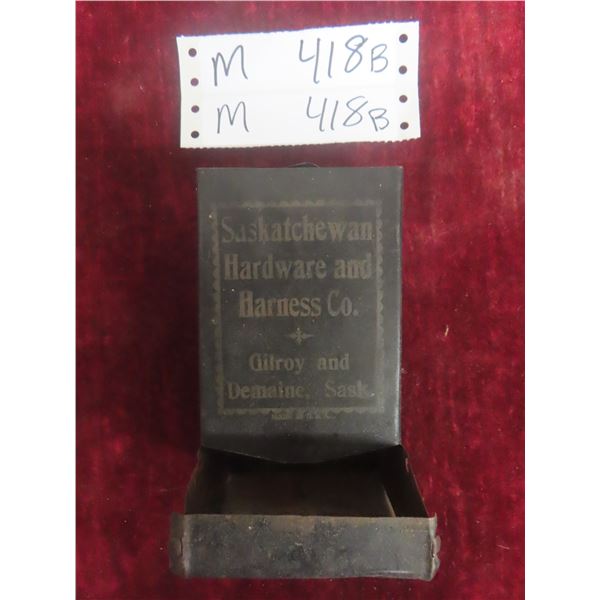 M 418B
M 418B
Saskatchewan
Hardware and
Harness Co.
Gilroy and
Demaine, Sask.